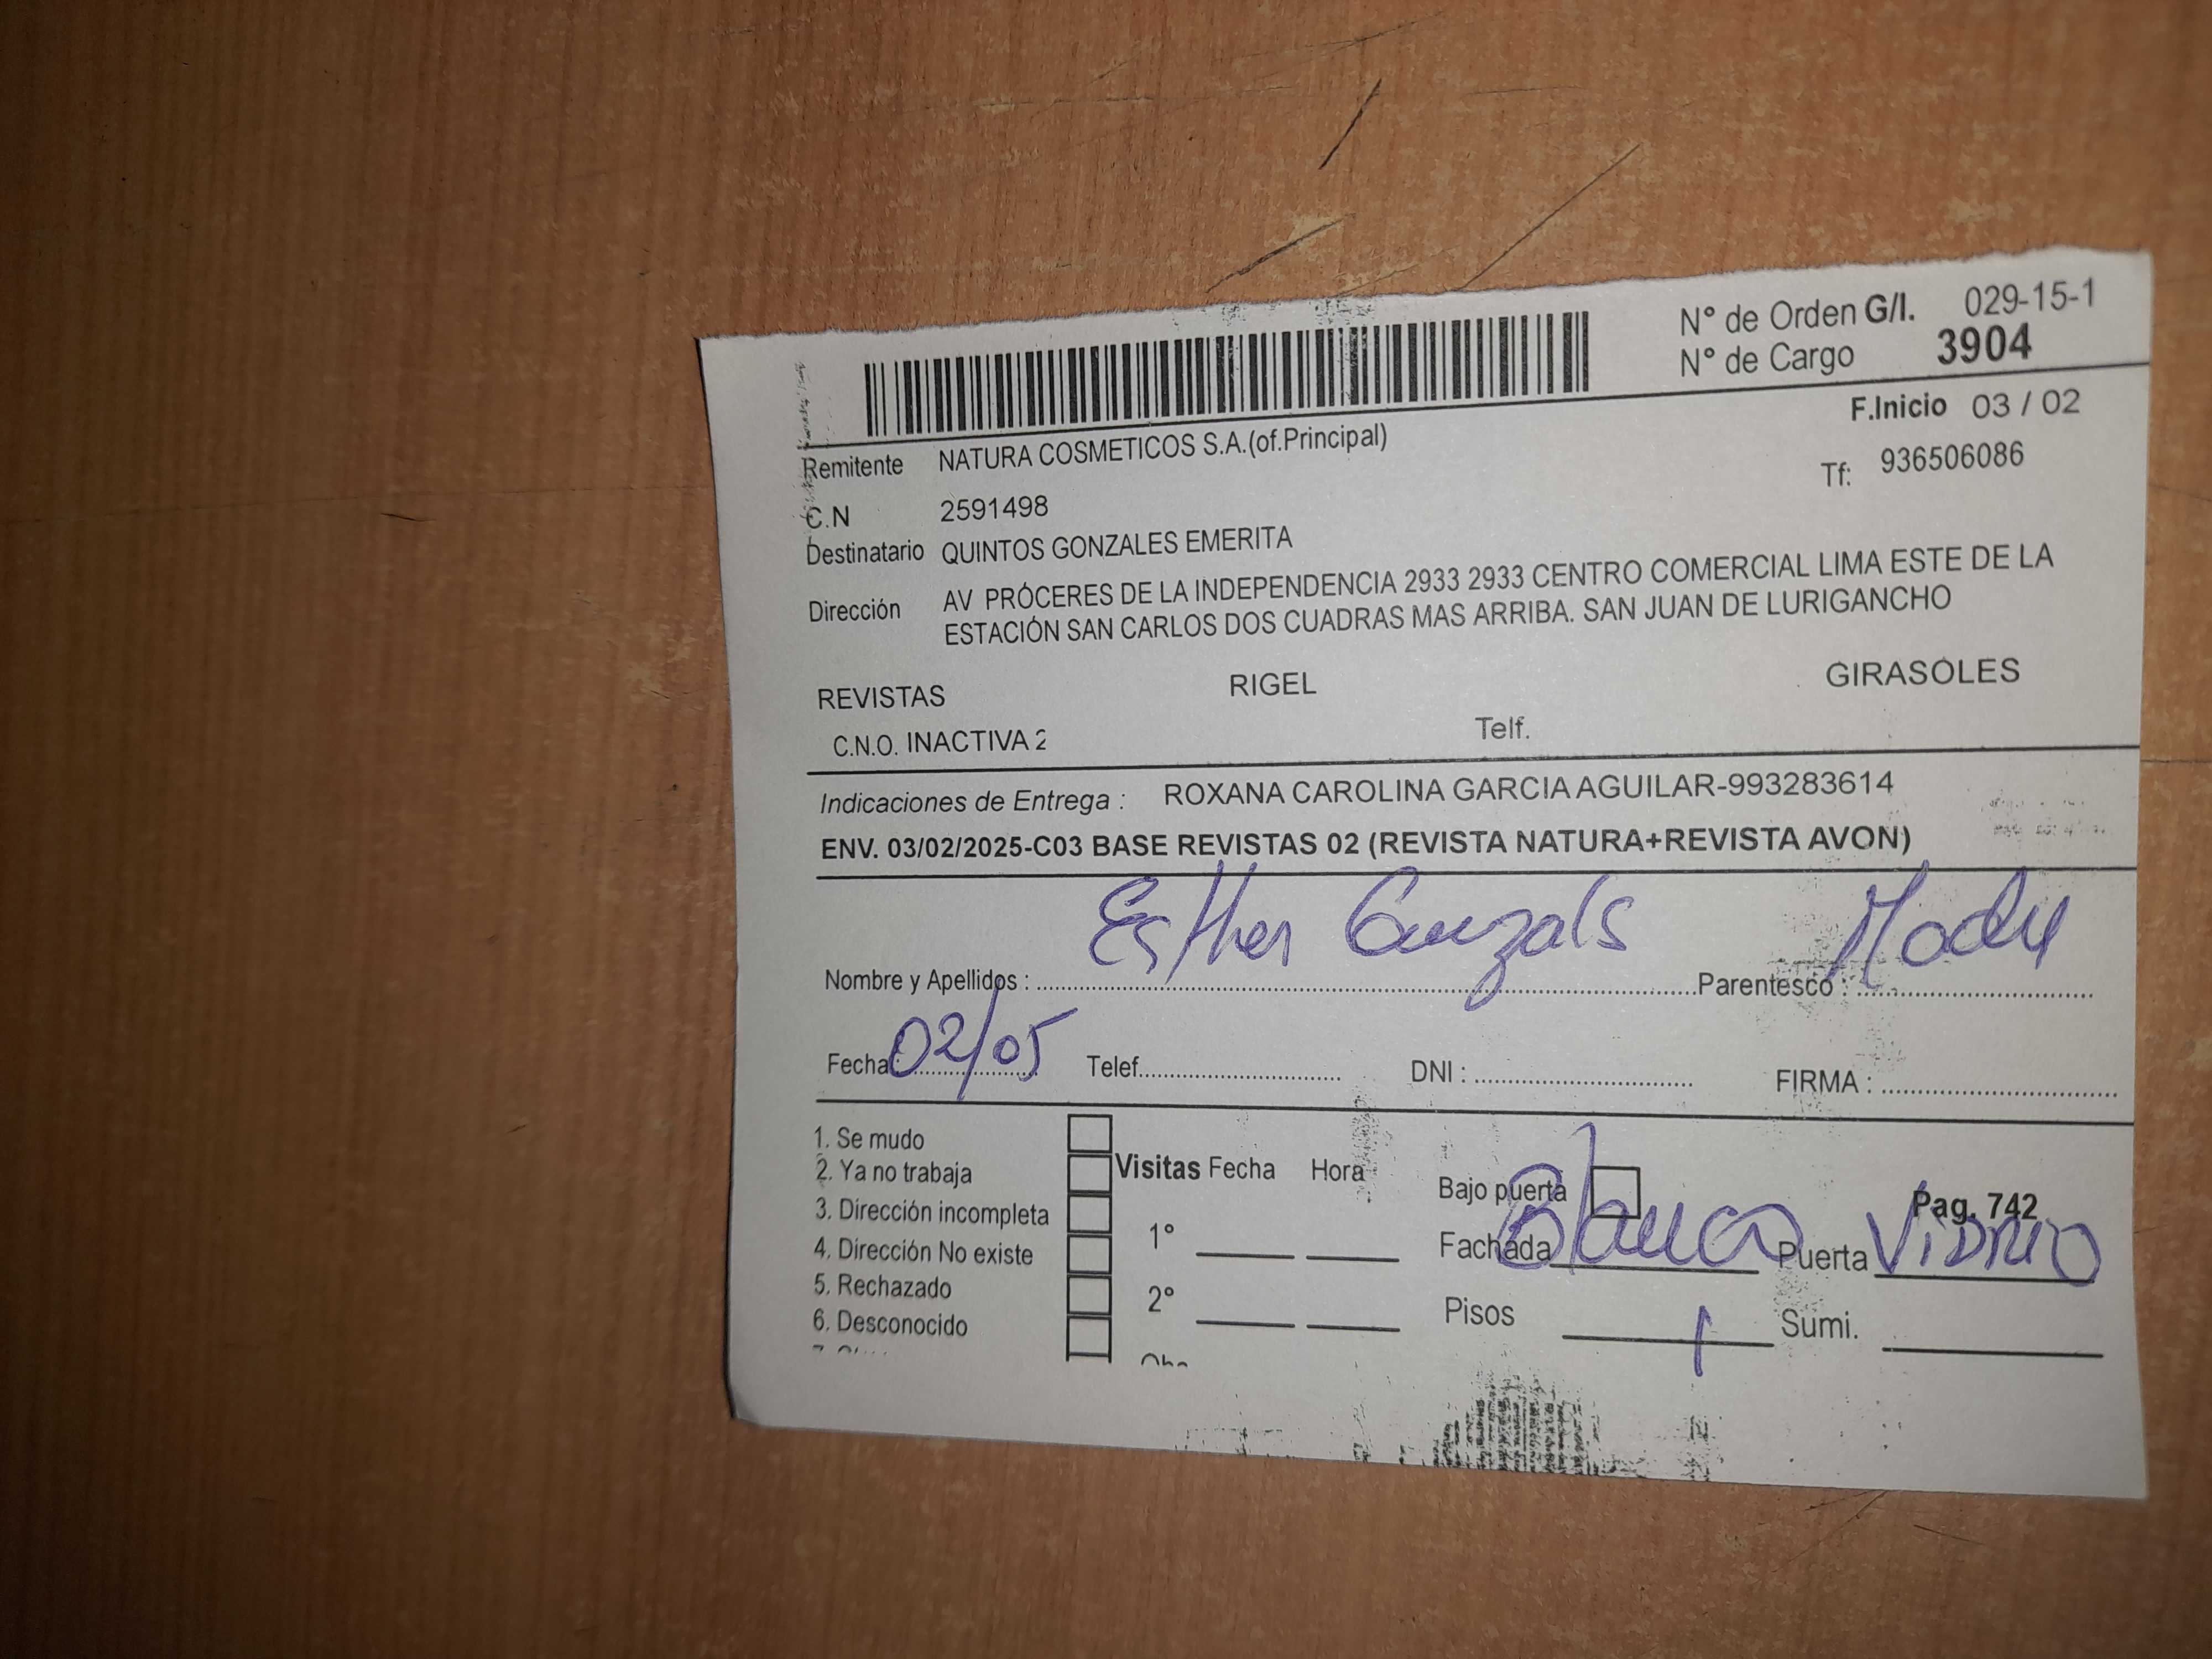 N° de Orden G/I. 029-15-1
N° de Cargo 3904
F.Inicio 03 / 02
Remitente NATURA COSMETICOS S.A.(of.Principal)
Tf: 936506086
C.N 2591498
Destinatario QUINTOS GONZALES EMERITA
Dirección AV PRÓCERES DE LA INDEPENDENCIA 2933 2933 CENTRO COMERCIAL LIMA ESTE DE LA
ESTACIÓN SAN CARLOS DOS CUADRAS MAS ARRIBA. SAN JUAN DE LURIGANCHO
REVISTAS RIGEL GIRASOLES
C.N.O. INACTIVA 2 Telf.
Indicaciones de Entrega : ROXANA CAROLINA GARCIA AGUILAR-993283614
ENV. 03/02/2025-C03 BASE REVISTAS 02 (REVISTA NATURA+REVISTA AVON)
Nombre y Apellidos : Esther Gonzals Parentesco : Madre
Fecha: 02/05 Telef. DNI : FIRMA :
1. Se mudo
2. Ya no trabaja
3. Dirección incompleta
4. Dirección No existe
5. Rechazado
6. Desconocido
Visitas Fecha Hora
1°
2°
Bajo puerta Pag. 742
Fachada Blanco Puerta Vidrio
Pisos 1 Sumi.